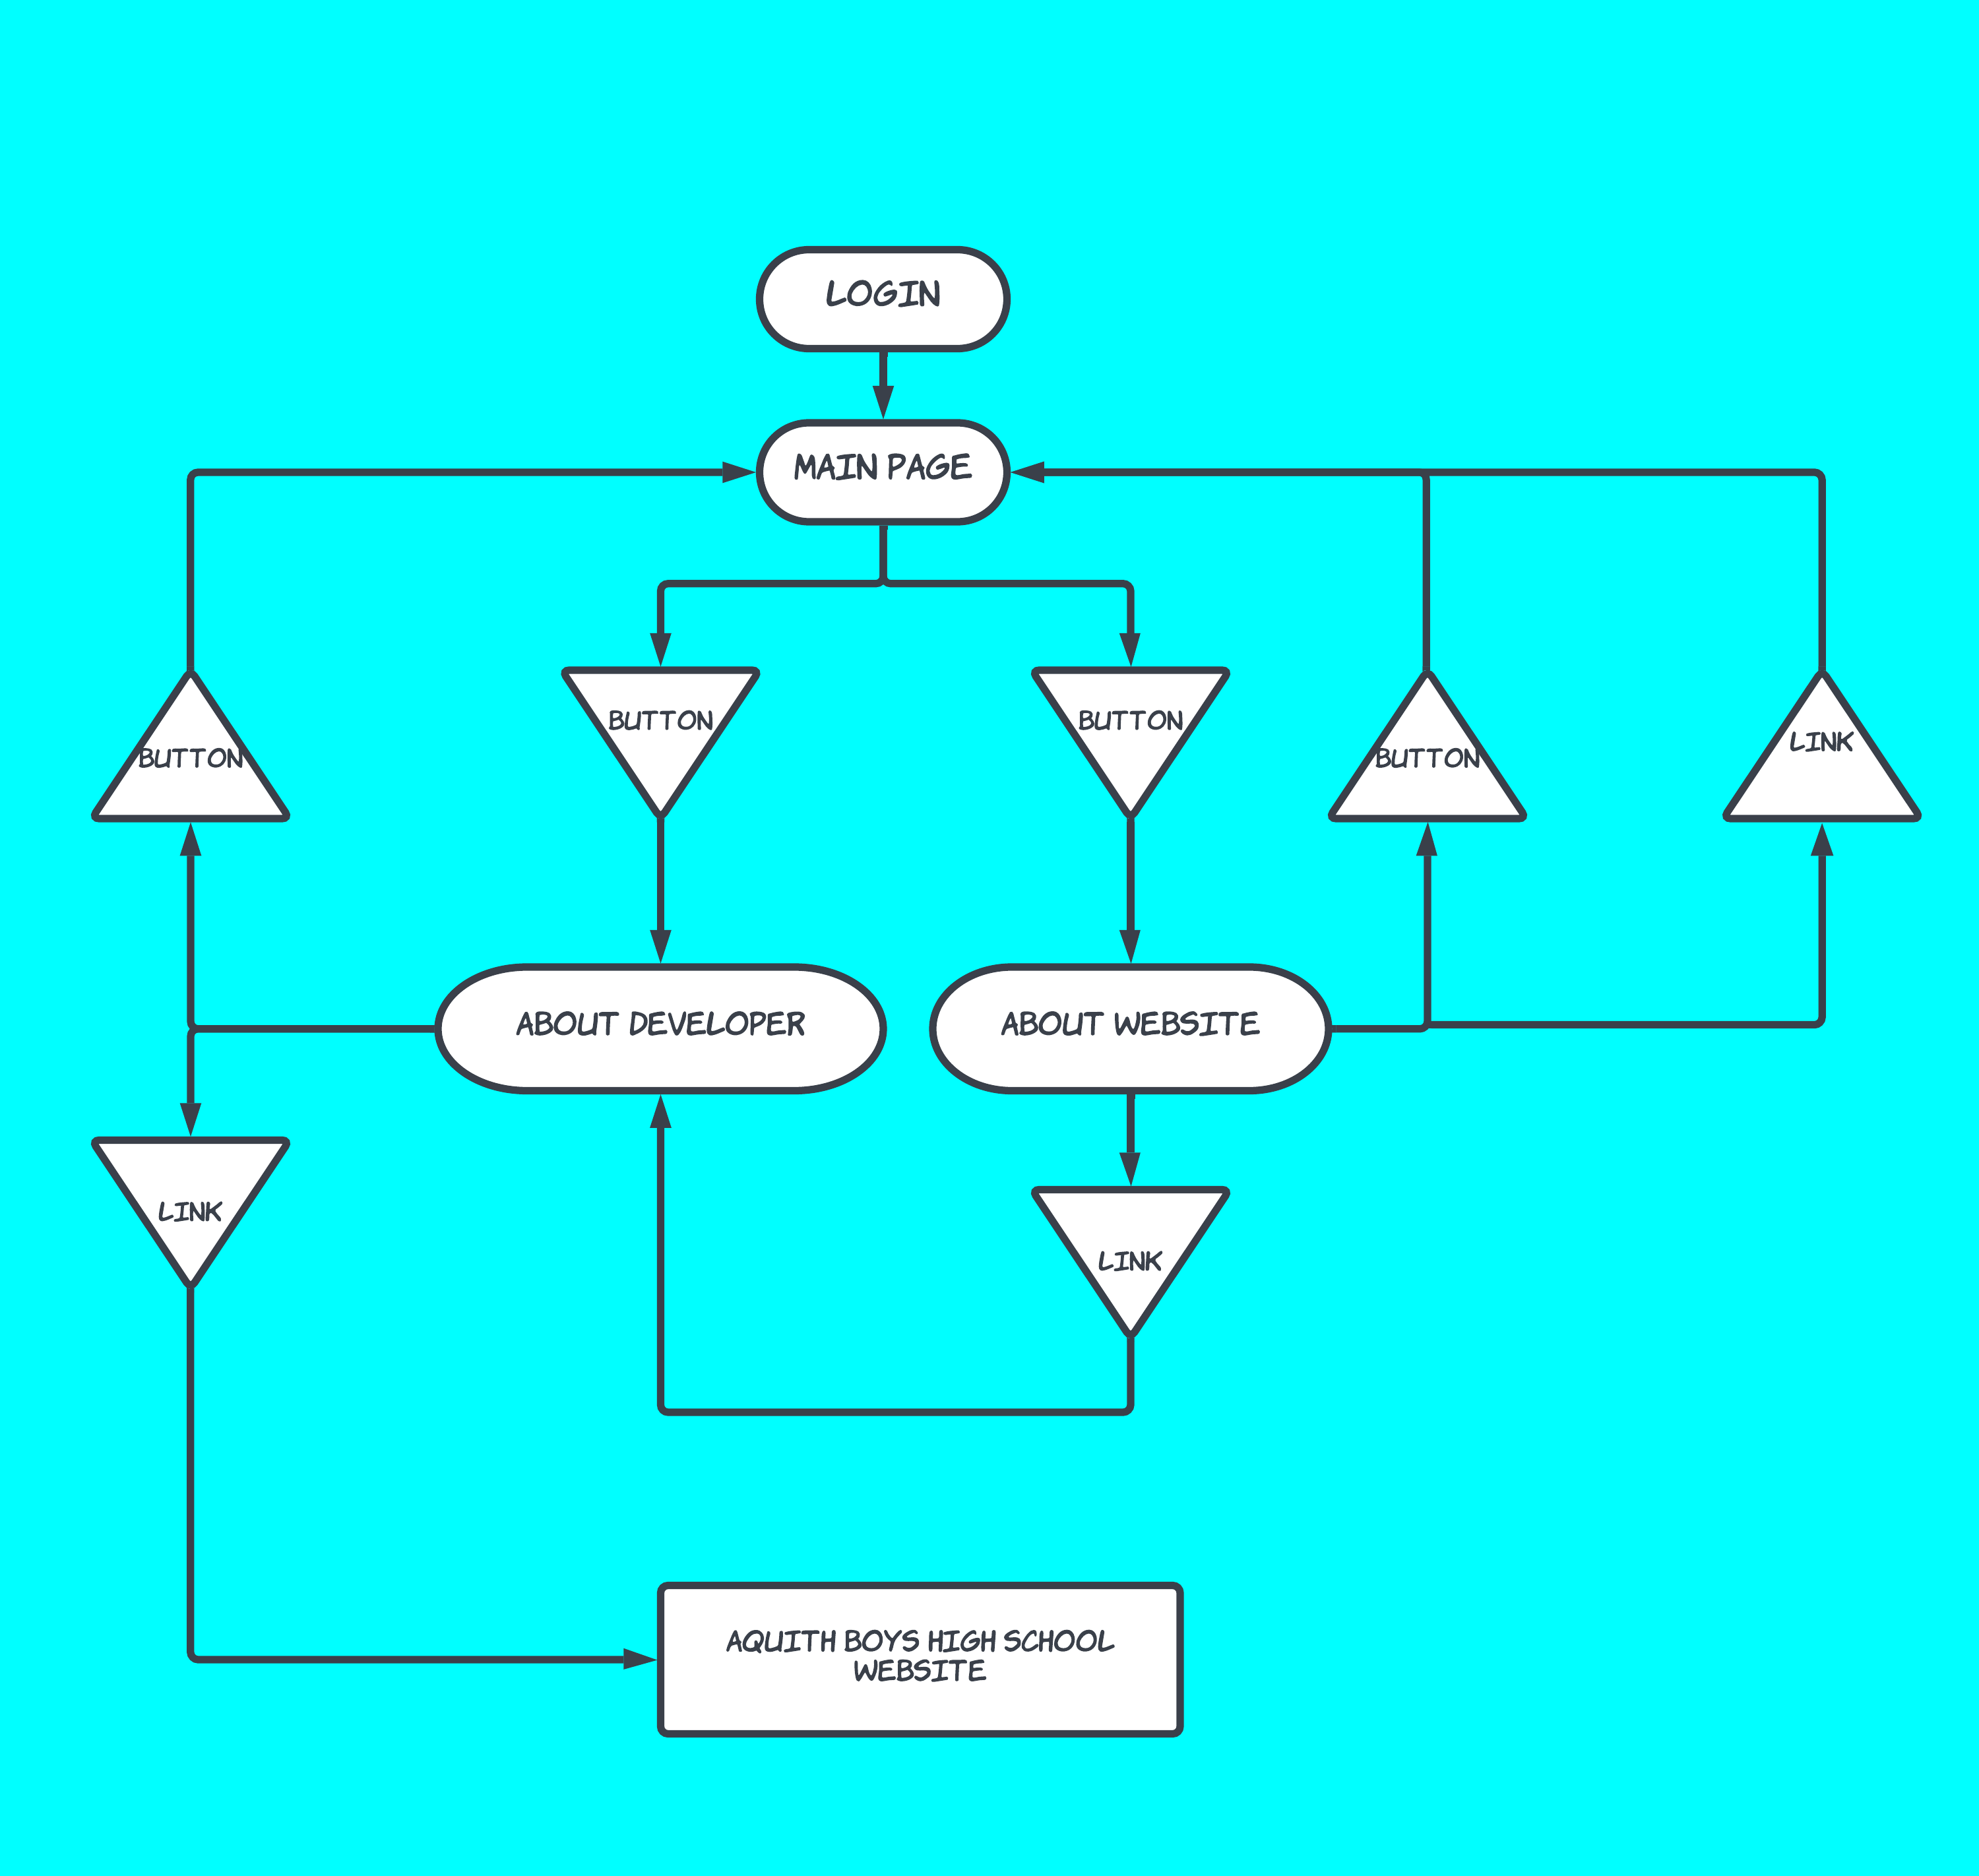 LOGIN
MAIN PAGE
BUTTON
BUTTON
BUTTON
BUTTON
LINK
ABOUT DEVELOPER
ABOUT WEBSITE
LINK
LINK
AQUITH BOYS HIGH SCHOOL
WEBSITE